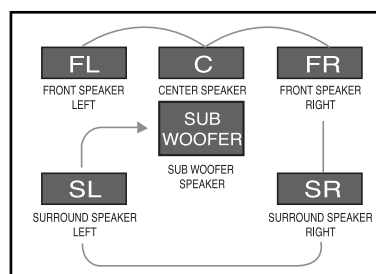 FL
FRONT SPEAKER
LEFT
C
CENTER SPEAKER
FR
FRONT SPEAKER
RIGHT
SUB
WOOFER
SUB WOOFER
SPEAKER
SL
SURROUND SPEAKER
LEFT
SR
SURROUND SPEAKER
RIGHT